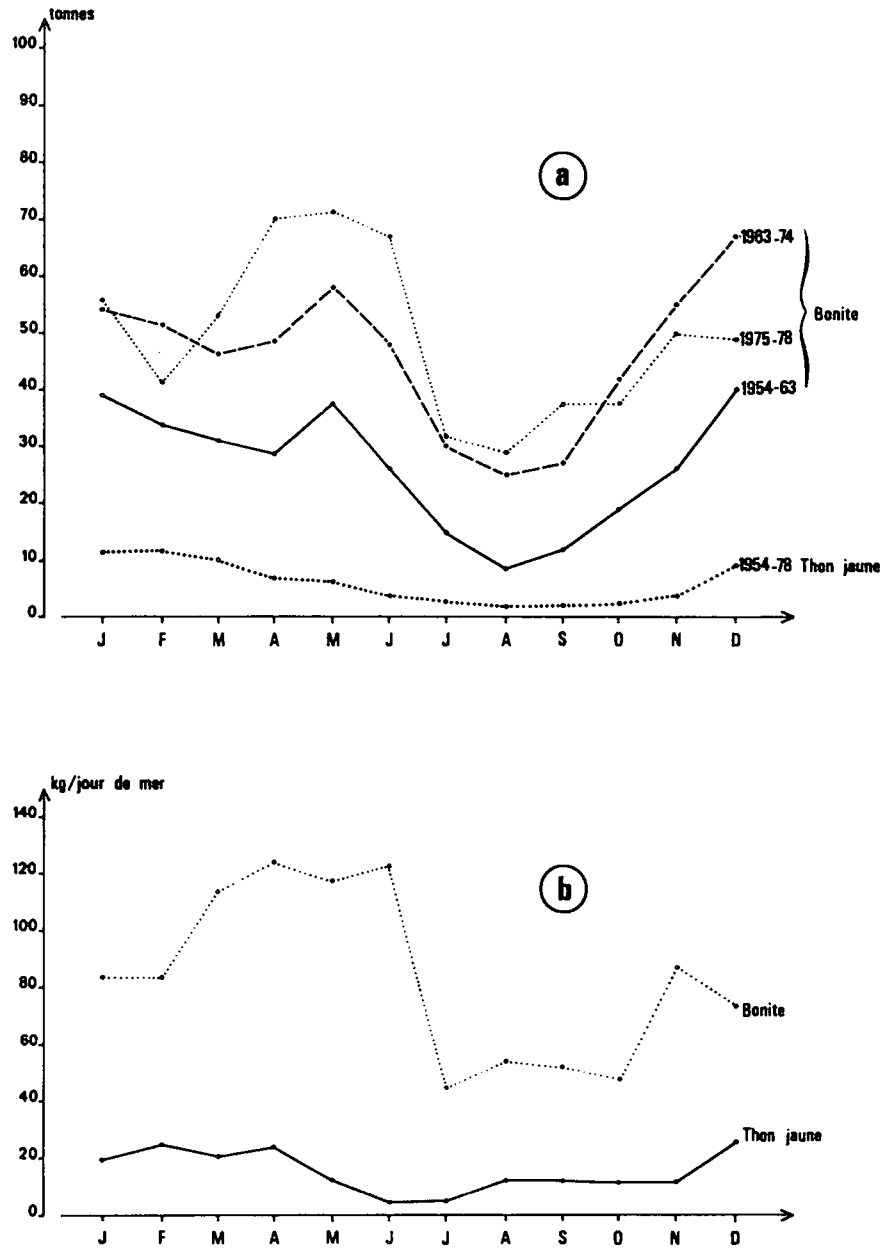 tonnes
100
90
80
70
60
50
40
30
20
10
0
a
1963-74
Bonite
1975-78
1954-63
1954-78 Thon jaune
J F M A M J J A S O N D
kg/jour de mer
140
120
100
80
60
40
20
0
b
Bonite
Thon jaune
J F M A M J J A S O N D